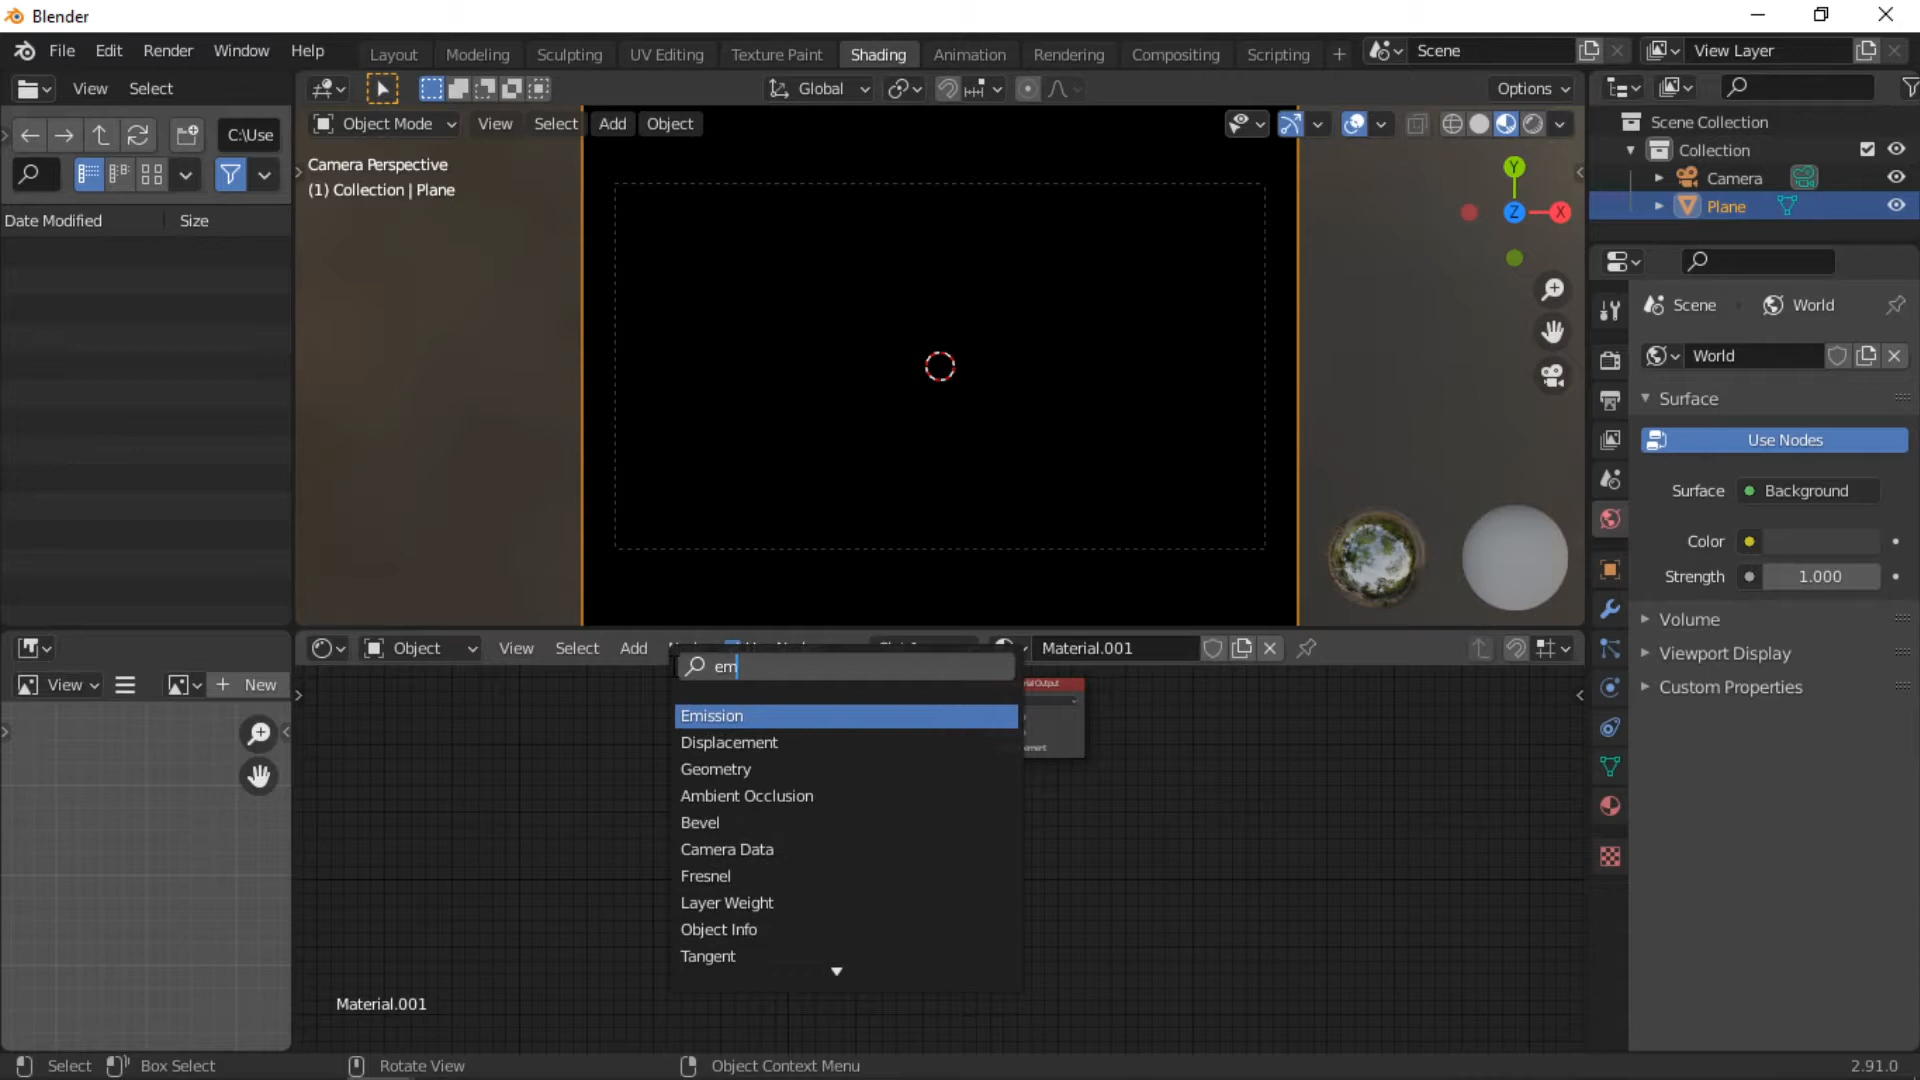 Blender
File Edit Render Window Help
Layout Modeling Sculpting UV Editing Texture Paint Shading Animation Rendering Compositing Scripting + Scene View Layer
View Select Global Options
C:\Use
Object Mode View Select Add Object
Scene Collection
Collection
Camera
Plane
Camera Perspective
(1) Collection | Plane
Y
Z
X
Date Modified Size
Scene World
World
Surface
Use Nodes
Surface Background
Color
Strength 1.000
Volume
Viewport Display
Custom Properties
Object View Select Add Material.001
View + New
em
Emission
Displacement
Geometry
Ambient Occlusion
Bevel
Camera Data
Fresnel
Layer Weight
Object Info
Tangent
Output
Material.001
Select Box Select Rotate View Object Context Menu 2.91.0